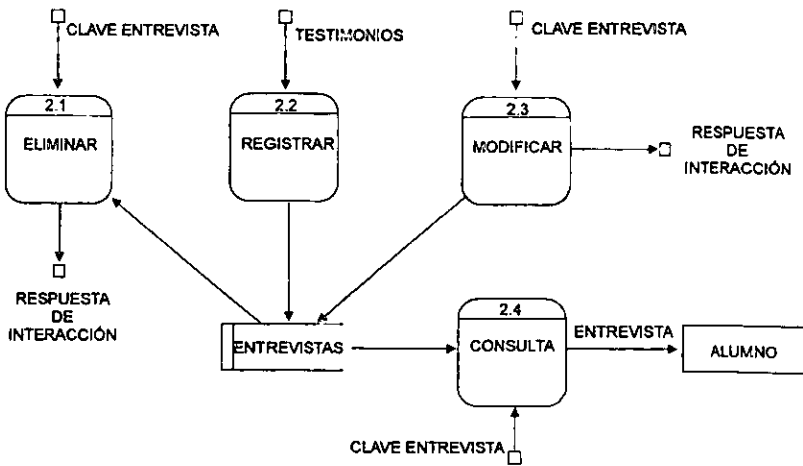 CLAVE ENTREVISTA
TESTIMONIOS
CLAVE ENTREVISTA
2.1
ELIMINAR
2.2
REGISTRAR
2.3
MODIFICAR
RESPUESTA
DE
INTERACCIÓN
RESPUESTA
DE
INTERACCIÓN
ENTREVISTAS
2.4
CONSULTA
ENTREVISTA
ALUMNO
CLAVE ENTREVISTA